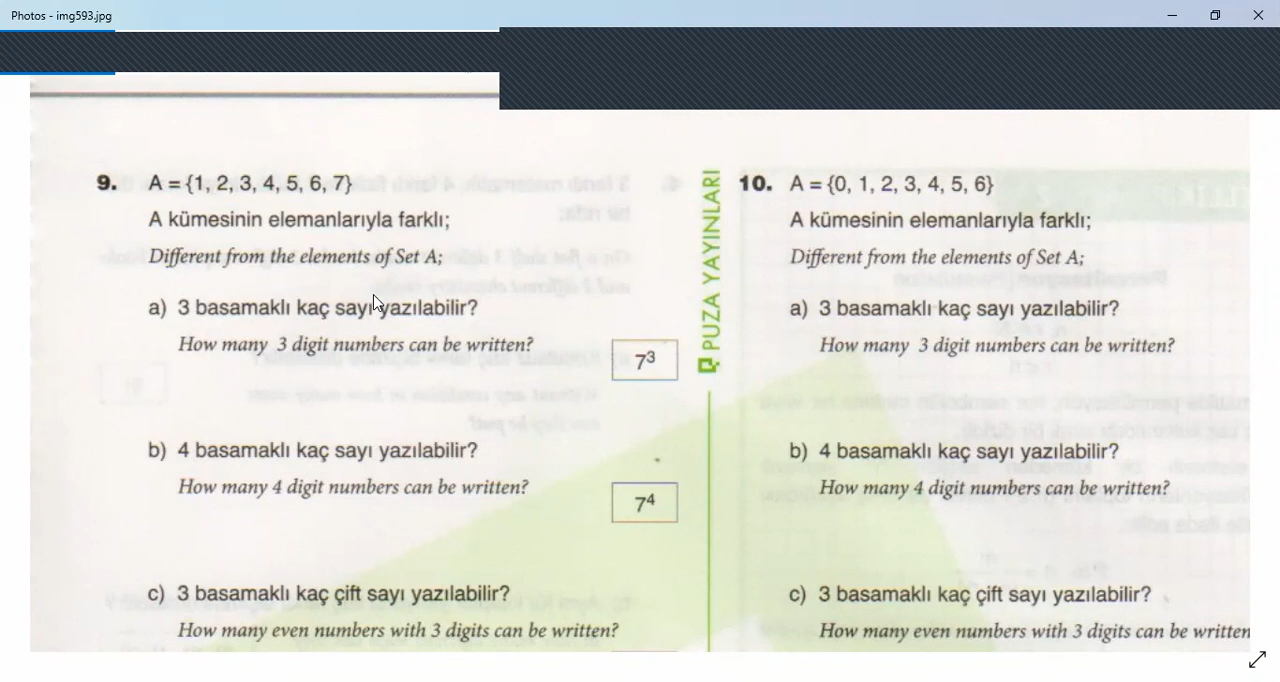 Photos - img593.jpg
9. A = {1, 2, 3, 4, 5, 6, 7}
A kümesinin elemanlarıyla farklı;
Different from the elements of Set A;
a) 3 basamaklı kaç sayı yazılabilir?
How many 3 digit numbers can be written?
7³
b) 4 basamaklı kaç sayı yazılabilir?
How many 4 digit numbers can be written?
7⁴
c) 3 basamaklı kaç çift sayı yazılabilir?
How many even numbers with 3 digits can be written?
PUZA YAYINLARI
10. A = {0, 1, 2, 3, 4, 5, 6}
A kümesinin elemanlarıyla farklı;
Different from the elements of Set A;
a) 3 basamaklı kaç sayı yazılabilir?
How many 3 digit numbers can be written?
b) 4 basamaklı kaç sayı yazılabilir?
How many 4 digit numbers can be written?
c) 3 basamaklı kaç çift sayı yazılabilir?
How many even numbers with 3 digits can be written